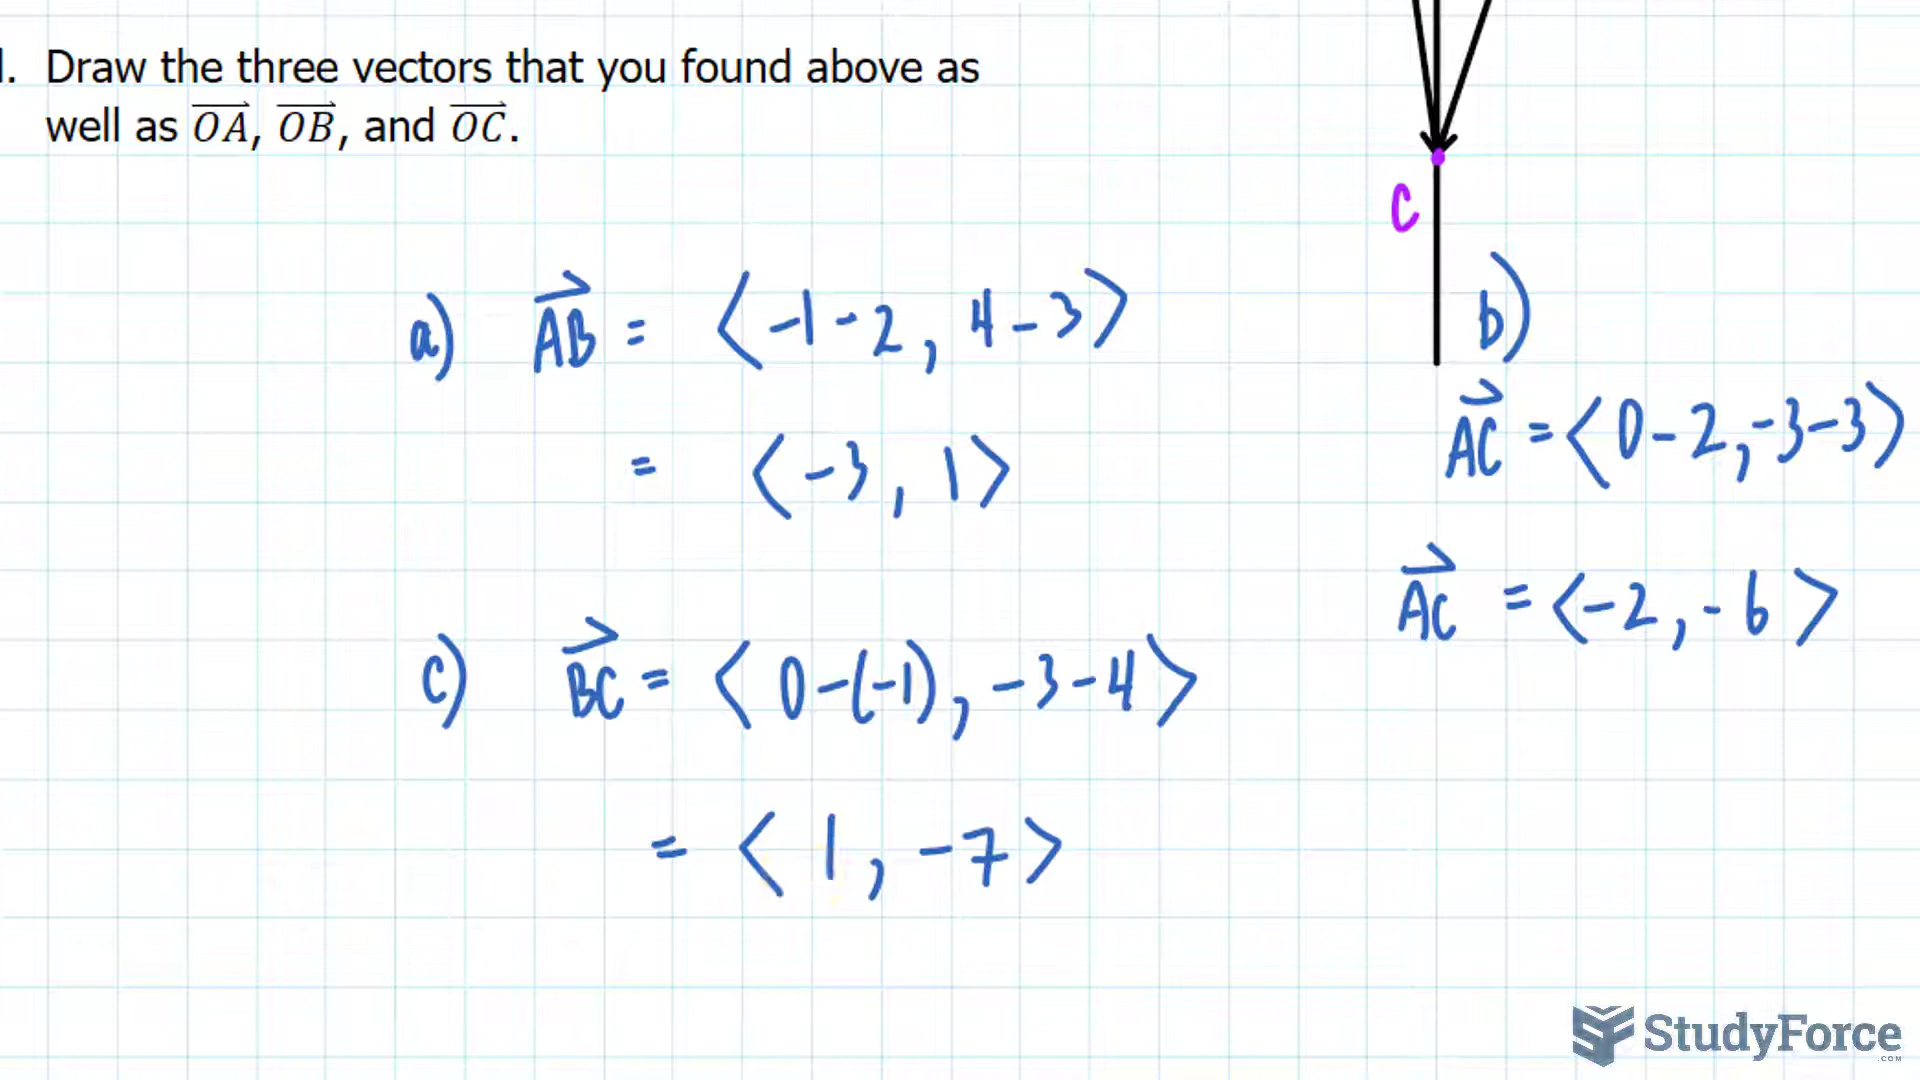 . Draw the three vectors that you found above as
well as OA, OB, and OC.
C
a) AB = ⟨-1-2, 4-3⟩
= ⟨-3, 1⟩
b)
AC = ⟨0-2, -3-3⟩
AC = ⟨-2, -6⟩
c) BC = ⟨0-(-1), -3-4⟩
= ⟨1, -7⟩
StudyForce
.COM